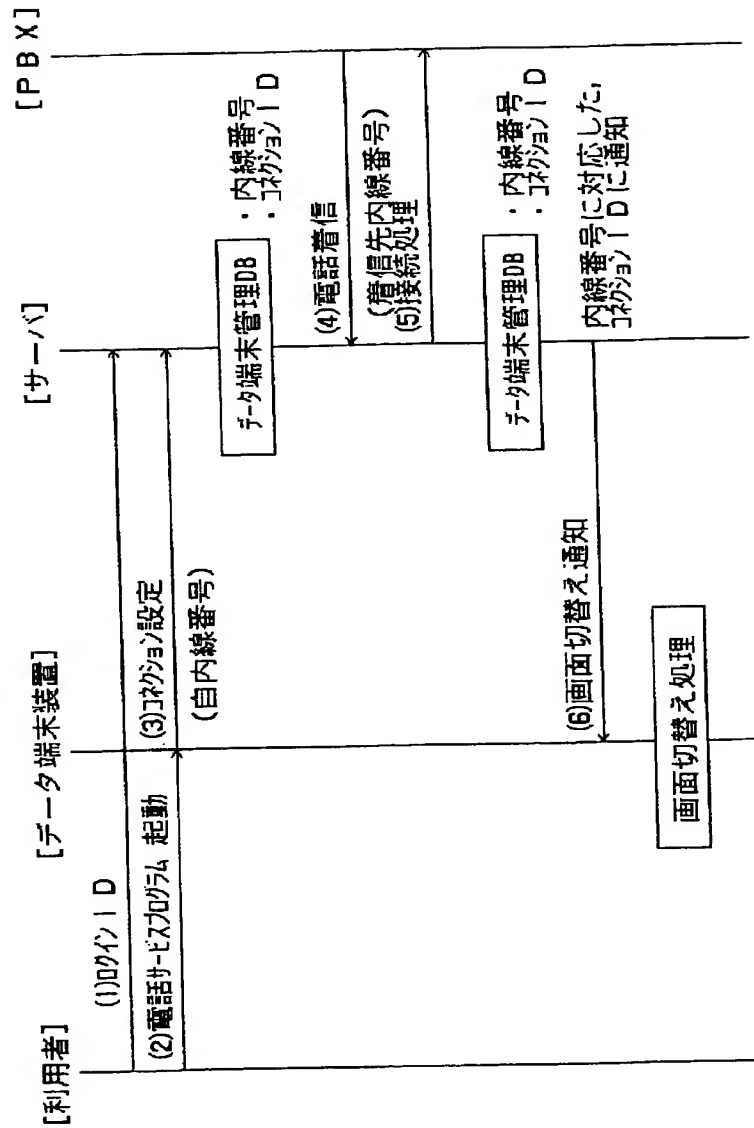 [利用者]
[データ端末装置]
[サーバ]
[PBX]
(1)ログインID
(2)電話サービスプログラム 起動
(3)コネクション設定
(自内線番号)
データ端末管理DB
・内線番号
・コネクションID
(4)電話着信
(着信先内線番号)
(5)接続処理
データ端末管理DB
・内線番号
・コネクションID
内線番号に対応した,
コネクションIDに通知
(6)画面切替え通知
画面切替え処理